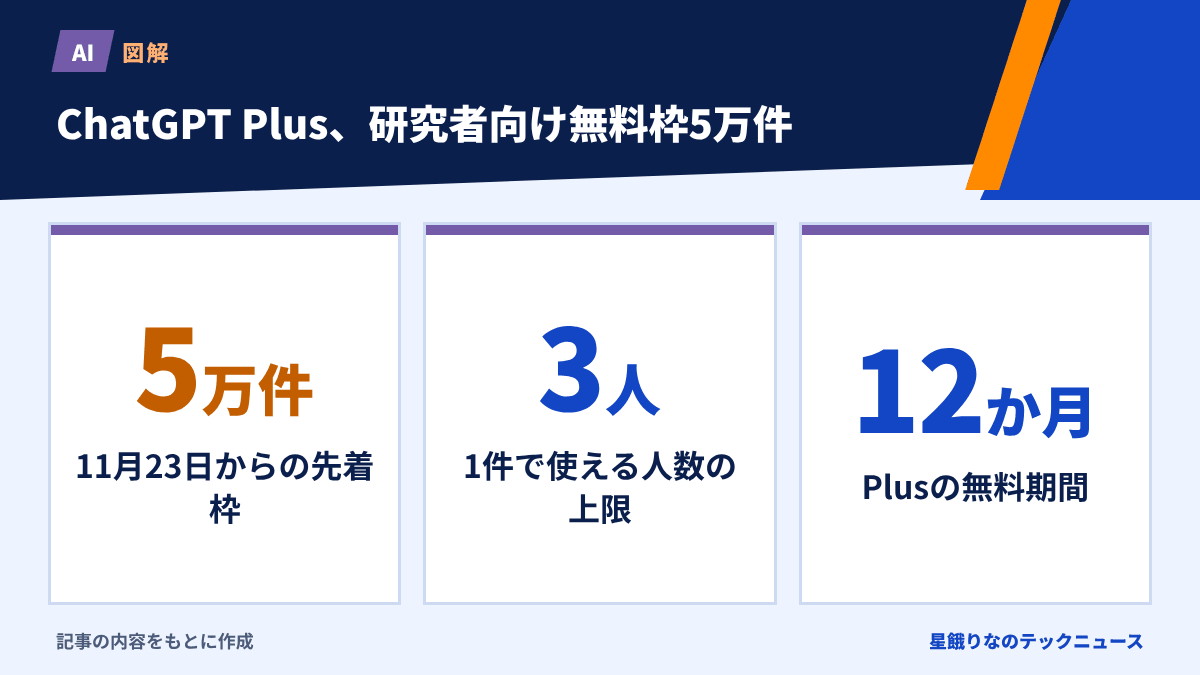 AI 図解
ChatGPT Plus、研究者向け無料枠5万件
5万件
11月23日からの先着
枠
3人
1件で使える人数の
上限
12か月
Plusの無料期間
記事の内容をもとに作成
星餓りなのテックニュース